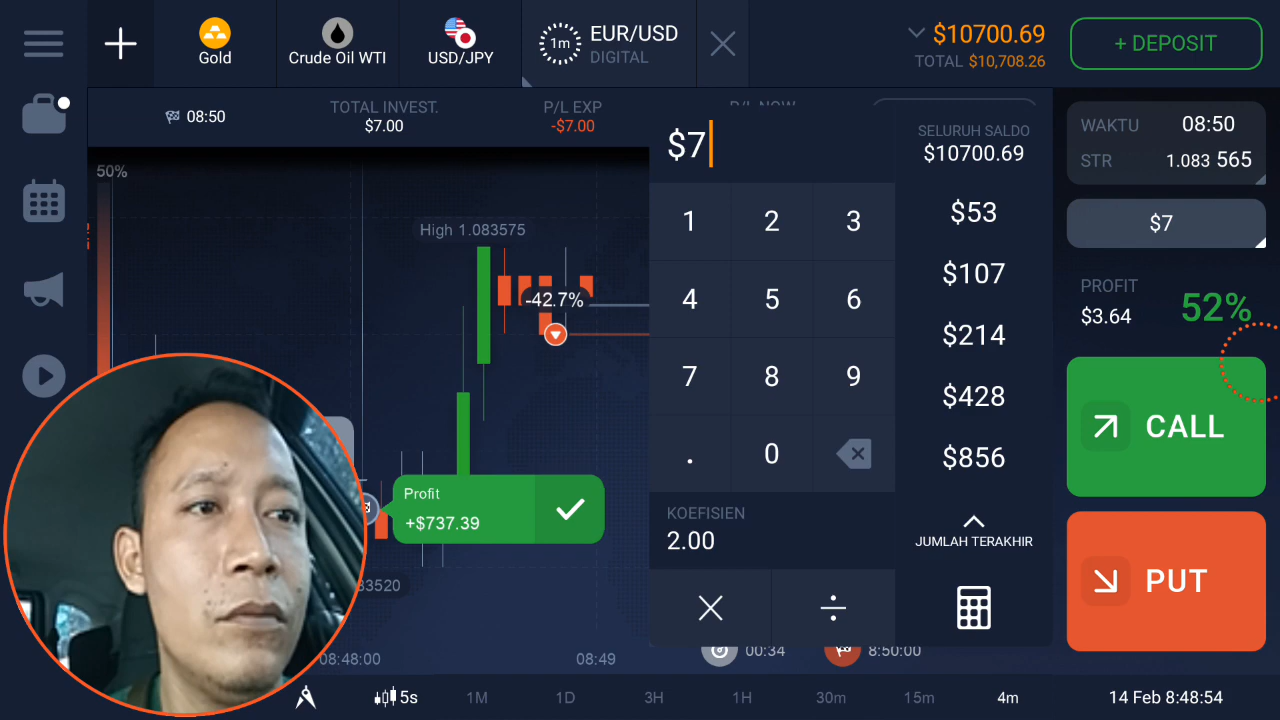 Gold
Crude Oil WTI
USD/JPY
1m
EUR/USD
DIGITAL
$10700.69
TOTAL $10,708.26
+ DEPOSIT
08:50
TOTAL INVEST.
$7.00
P/L EXP
-$7.00
P/L NOW
50%
High 1.083575
-42.7%
Profit
+$737.39
08:48:00
08:49
$7
1
2
3
4
5
6
7
8
9
.
0
KOEFISIEN
2.00
SELURUH SALDO
$10700.69
$53
$107
$214
$428
$856
JUMLAH TERAKHIR
00:34
8:50:00
WAKTU 08:50
STR 1.083 565
$7
PROFIT
$3.64
52%
CALL
PUT
5s
1M
1D
3H
1H
30m
15m
4m
14 Feb 8:48:54